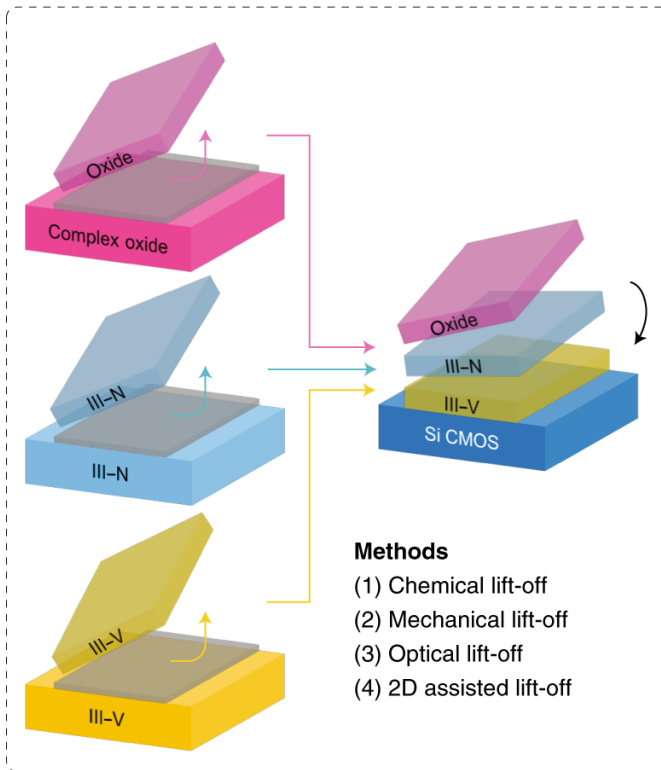 Oxide
Complex oxide
III–N
III–N
III–V
III–V
Oxide
III–N
III–V
Si CMOS
Methods
(1) Chemical lift-off
(2) Mechanical lift-off
(3) Optical lift-off
(4) 2D assisted lift-off